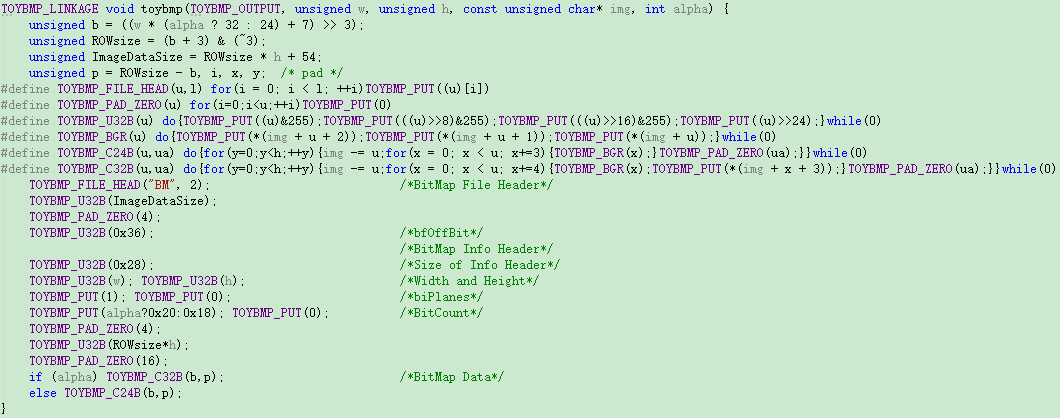 TOYBMP_LINKAGE void toybmp(TOYBMP_OUTPUT, unsigned w, unsigned h, const unsigned char* img, int alpha) {
    unsigned b = ((w * (alpha ? 32 : 24) + 7) >> 3);
    unsigned ROWsize = (b + 3) & (~3);
    unsigned ImageDataSize = ROWsize * h + 54;
    unsigned p = ROWsize - b, i, x, y;  /* pad */
#define TOYBMP_FILE_HEAD(u,l) for(i = 0; i < l; ++i)TOYBMP_PUT((u)[i])
#define TOYBMP_PAD_ZERO(u) for(i=0;i<u;++i)TOYBMP_PUT(0)
#define TOYBMP_U32B(u) do{TOYBMP_PUT((u)&255);TOYBMP_PUT(((u)>>8)&255);TOYBMP_PUT(((u)>>16)&255);TOYBMP_PUT((u)>>24);}while(0)
#define TOYBMP_BGR(u) do{TOYBMP_PUT(*(img + u + 2));TOYBMP_PUT(*(img + u + 1));TOYBMP_PUT(*(img + u));}while(0)
#define TOYBMP_C24B(u,ua) do{for(y=0;y<h;++y){img -= u;for(x = 0; x < u; x+=3){TOYBMP_BGR(x);}TOYBMP_PAD_ZERO(ua);}}while(0)
#define TOYBMP_C32B(u,ua) do{for(y=0;y<h;++y){img -= u;for(x = 0; x < u; x+=4){TOYBMP_BGR(x);TOYBMP_PUT(*(img + x + 3));}TOYBMP_PAD_ZERO(ua);}}while(0)
    TOYBMP_FILE_HEAD("BM", 2);                        /*BitMap File Header*/
    TOYBMP_U32B(ImageDataSize);
    TOYBMP_PAD_ZERO(4);
    TOYBMP_U32B(0x36);                                /*bfOffBit*/
                                                      /*BitMap Info Header*/
    TOYBMP_U32B(0x28);                                /*Size of Info Header*/
    TOYBMP_U32B(w); TOYBMP_U32B(h);                   /*Width and Height*/
    TOYBMP_PUT(1); TOYBMP_PUT(0);                     /*biPlanes*/
    TOYBMP_PUT(alpha?0x20:0x18); TOYBMP_PUT(0);       /*BitCount*/
    TOYBMP_PAD_ZERO(4);
    TOYBMP_U32B(ROWsize*h);
    TOYBMP_PAD_ZERO(16);
    if (alpha) TOYBMP_C32B(b,p);                      /*BitMap Data*/
    else TOYBMP_C24B(b,p);
}